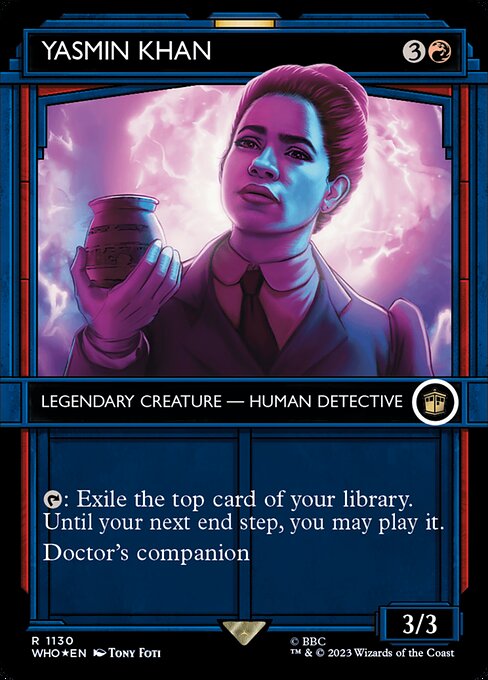 YASMIN KHAN 3
LEGENDARY CREATURE — HUMAN DETECTIVE
: Exile the top card of your library.
Until your next end step, you may play it.
Doctor's companion
3/3
R 1130
WHO★EN Tony Foti
© BBC
™ & © 2023 Wizards of the Coast